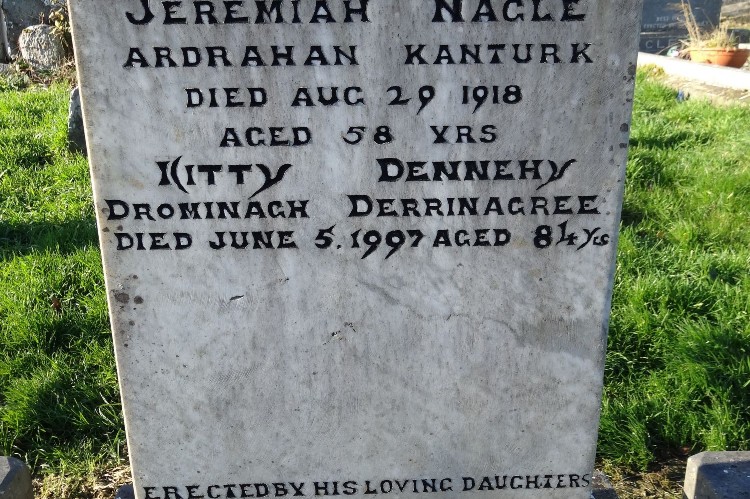 JEREMIAH NAGLE
ARDRAHAN KANTURK
DIED AUG 29 1918
AGED 58 YRS
KITTY DENNEHY
DROMINAGH DERRINAGREE
DIED JUNE 5. 1997 AGED 84 Yrs
ERECTED BY HIS LOVING DAUGHTERS